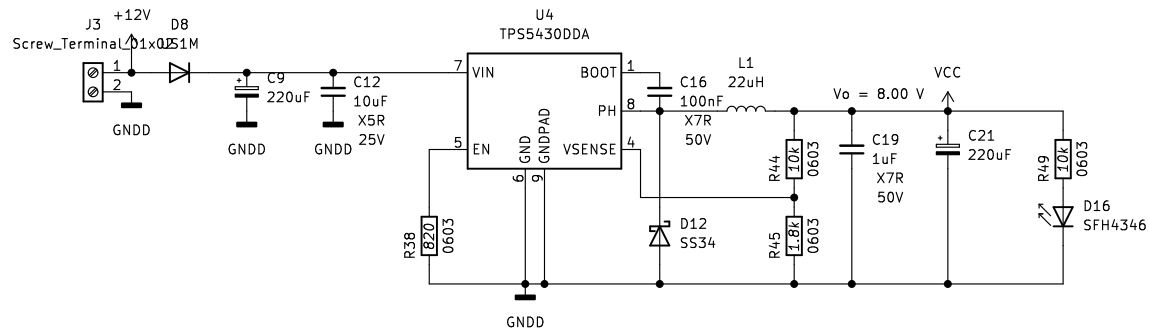 J3
+12V
D8
Screw_Terminal_01x02
US1M
1
2
GNDD
C9
220uF
GNDD
C12
10uF
X5R
25V
GNDD
U4
TPS5430DDA
7
VIN
BOOT
1
PH
8
5
EN
GND
GNDPAD
VSENSE
4
6
9
R38
820
0603
GNDD
C16
100nF
X7R
50V
D12
SS34
L1
22uH
R44
10k
0603
R45
1.8k
0603
Vo = 8.00 V
VCC
C19
1uF
X7R
50V
C21
220uF
R49
10k
0603
D16
SFH4346